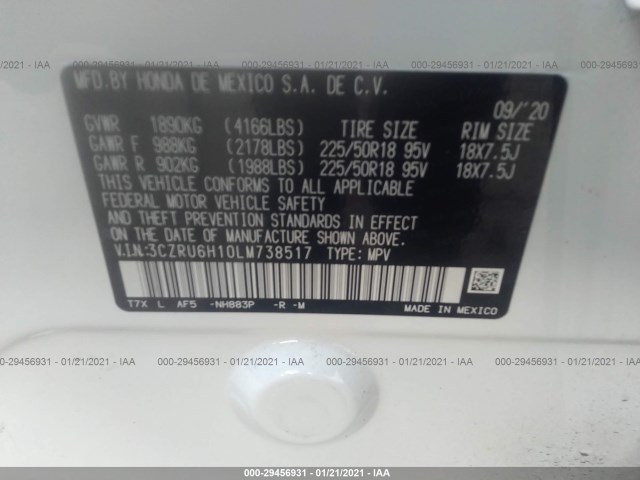 MFD.BY HONDA DE MEXICO S.A. DE C.V.
09/'20
GVWR 1890KG (4166LBS) TIRE SIZE RIM SIZE
GAWR F 988KG (2178LBS) 225/50R18 95V 18X7.5J
GAWR R 902KG (1988LBS) 225/50R18 95V 18X7.5J
THIS VEHICLE CONFORMS TO ALL APPLICABLE
FEDERAL MOTOR VEHICLE SAFETY
AND THEFT PREVENTION STANDARDS IN EFFECT
ON THE DATE OF MANUFACTURE SHOWN ABOVE.
V.I.N.:3CZRU6H10LM738517 TYPE: MPV
T7X L AF5 -NH883P -R -M MADE IN MEXICO
000-29456931 - 01/21/2021 - IAA